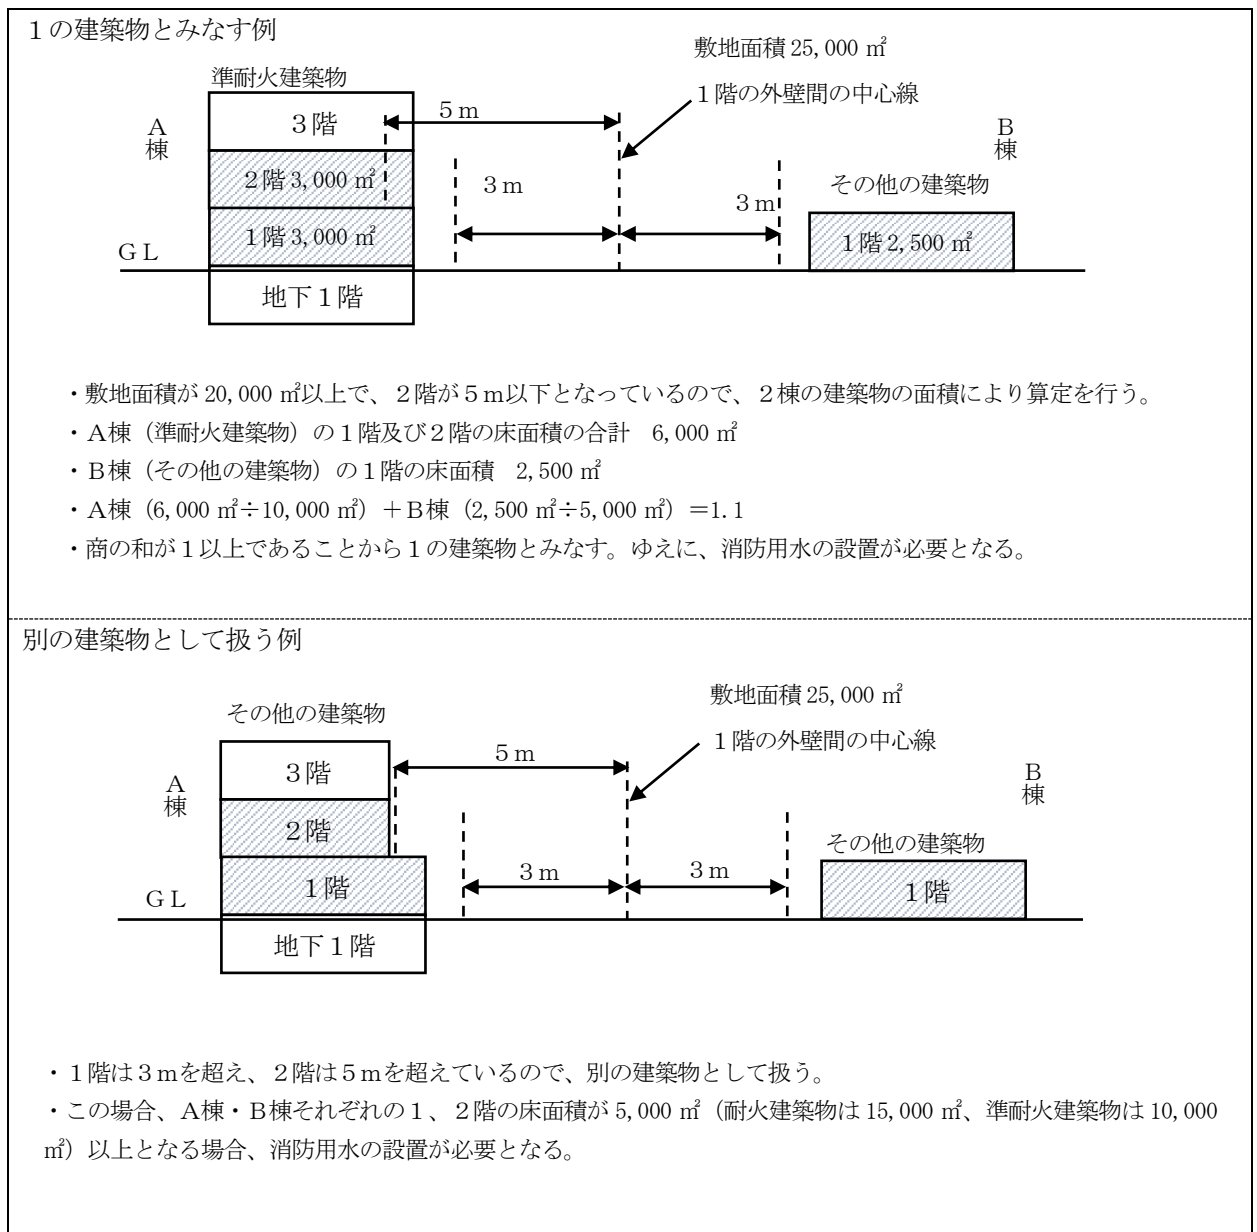 １の建築物とみなす例
敷地面積 25,000 ㎡
準耐火建築物
１階の外壁間の中心線
５ｍ
３階
Ａ棟
Ｂ棟
２階 3,000 ㎡
３ｍ
３ｍ
その他の建築物
１階 3,000 ㎡
１階 2,500 ㎡
ＧＬ
地下１階
・敷地面積が 20,000 ㎡以上で、２階が５ｍ以下となっているので、２棟の建築物の面積により算定を行う。
・Ａ棟（準耐火建築物）の１階及び２階の床面積の合計　6,000 ㎡
・Ｂ棟（その他の建築物）の１階の床面積　2,500 ㎡
・Ａ棟（6,000 ㎡÷10,000 ㎡）＋Ｂ棟（2,500 ㎡÷5,000 ㎡）＝1.1
・商の和が１以上であることから１の建築物とみなす。ゆえに、消防用水の設置が必要となる。
別の建築物として扱う例
敷地面積 25,000 ㎡
その他の建築物
１階の外壁間の中心線
５ｍ
３階
Ａ棟
Ｂ棟
２階
その他の建築物
３ｍ
３ｍ
１階
１階
ＧＬ
地下１階
・１階は３ｍを超え、２階は５ｍを超えているので、別の建築物として扱う。
・この場合、Ａ棟・Ｂ棟それぞれの１、２階の床面積が 5,000 ㎡（耐火建築物は 15,000 ㎡、準耐火建築物は 10,000
㎡）以上となる場合、消防用水の設置が必要となる。